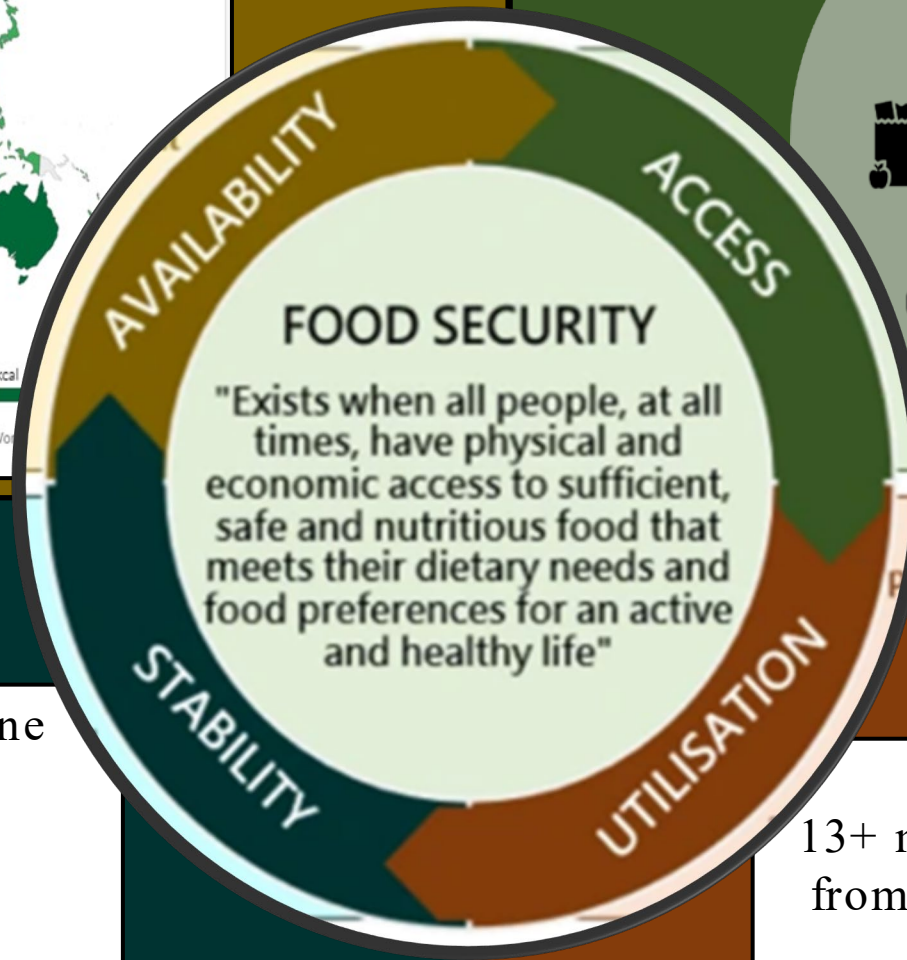 AVAILABILITY
ACCESS
FOOD SECURITY
"Exists when all people, at all
times, have physical and
economic access to sufficient,
safe and nutritious food that
meets their dietary needs and
food preferences for an active
and healthy life"
STABILITY
UTILISATION
13+
from